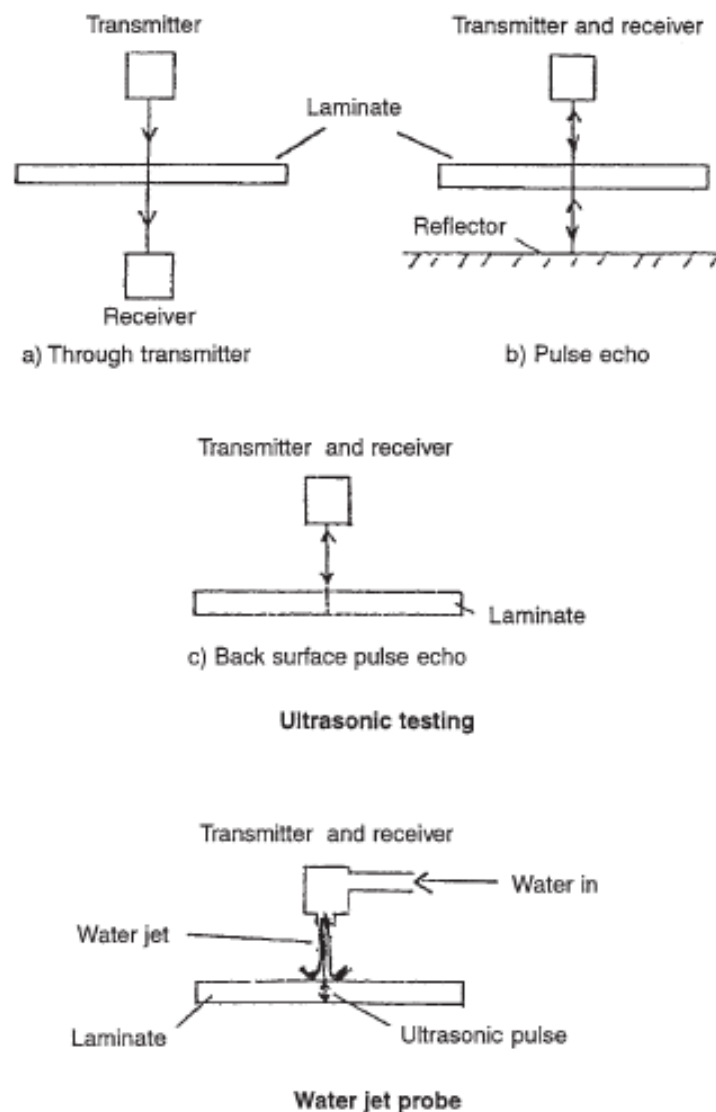 Transmitter
Transmitter and receiver
Laminate
Reflector
Receiver
a) Through transmitter
b) Pulse echo
Transmitter and receiver
Laminate
c) Back surface pulse echo
Ultrasonic testing
Transmitter and receiver
Water in
Water jet
Laminate
Ultrasonic pulse
Water jet probe